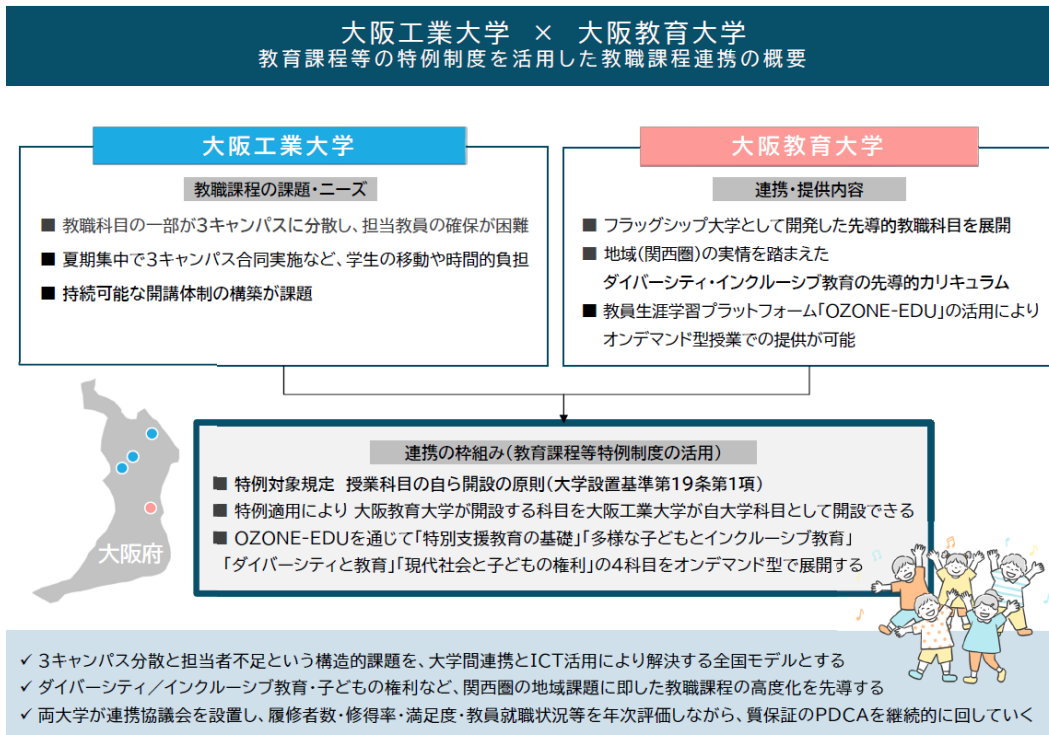 大阪工業大学 × 大阪教育大学
教育課程等の特例制度を活用した教職課程連携の概要
大阪工業大学
教職課程の課題・ニーズ
■ 教職科目の一部が3キャンパスに分散し、担当教員の確保が困難
■ 夏期集中で3キャンパス合同実施など、学生の移動や時間的負担
■ 持続可能な開講体制の構築が課題
大阪教育大学
連携・提供内容
■ フラッグシップ大学として開発した先導的教職科目を展開
■ 地域(関西圏)の実情を踏まえた
ダイバーシティ・インクルーシブ教育の先導的カリキュラム
■ 教員生涯学習プラットフォーム「OZONE-EDU」の活用により
オンデマンド型授業での提供が可能
大阪府
連携の枠組み(教育課程等特例制度の活用)
■ 特例対象規定 授業科目の自ら開設の原則(大学設置基準第19条第1項)
■ 特例適用により 大阪教育大学が開設する科目を大阪工業大学が自大学科目として開設できる
■ OZONE-EDUを通じて「特別支援教育の基礎」「多様な子どもとインクルーシブ教育」
「ダイバーシティと教育」「現代社会と子どもの権利」の4科目をオンデマンド型で展開する
✓ 3キャンパス分散と担当者不足という構造的課題を、大学間連携とICT活用により解決する全国モデルとする
✓ ダイバーシティ/インクルーシブ教育・子どもの権利など、関西圏の地域課題に即した教職課程の高度化を先導する
✓ 両大学が連携協議会を設置し、履修者数・修得率・満足度・教員就職状況等を年次評価しながら、質保証のPDCAを継続的に回していく